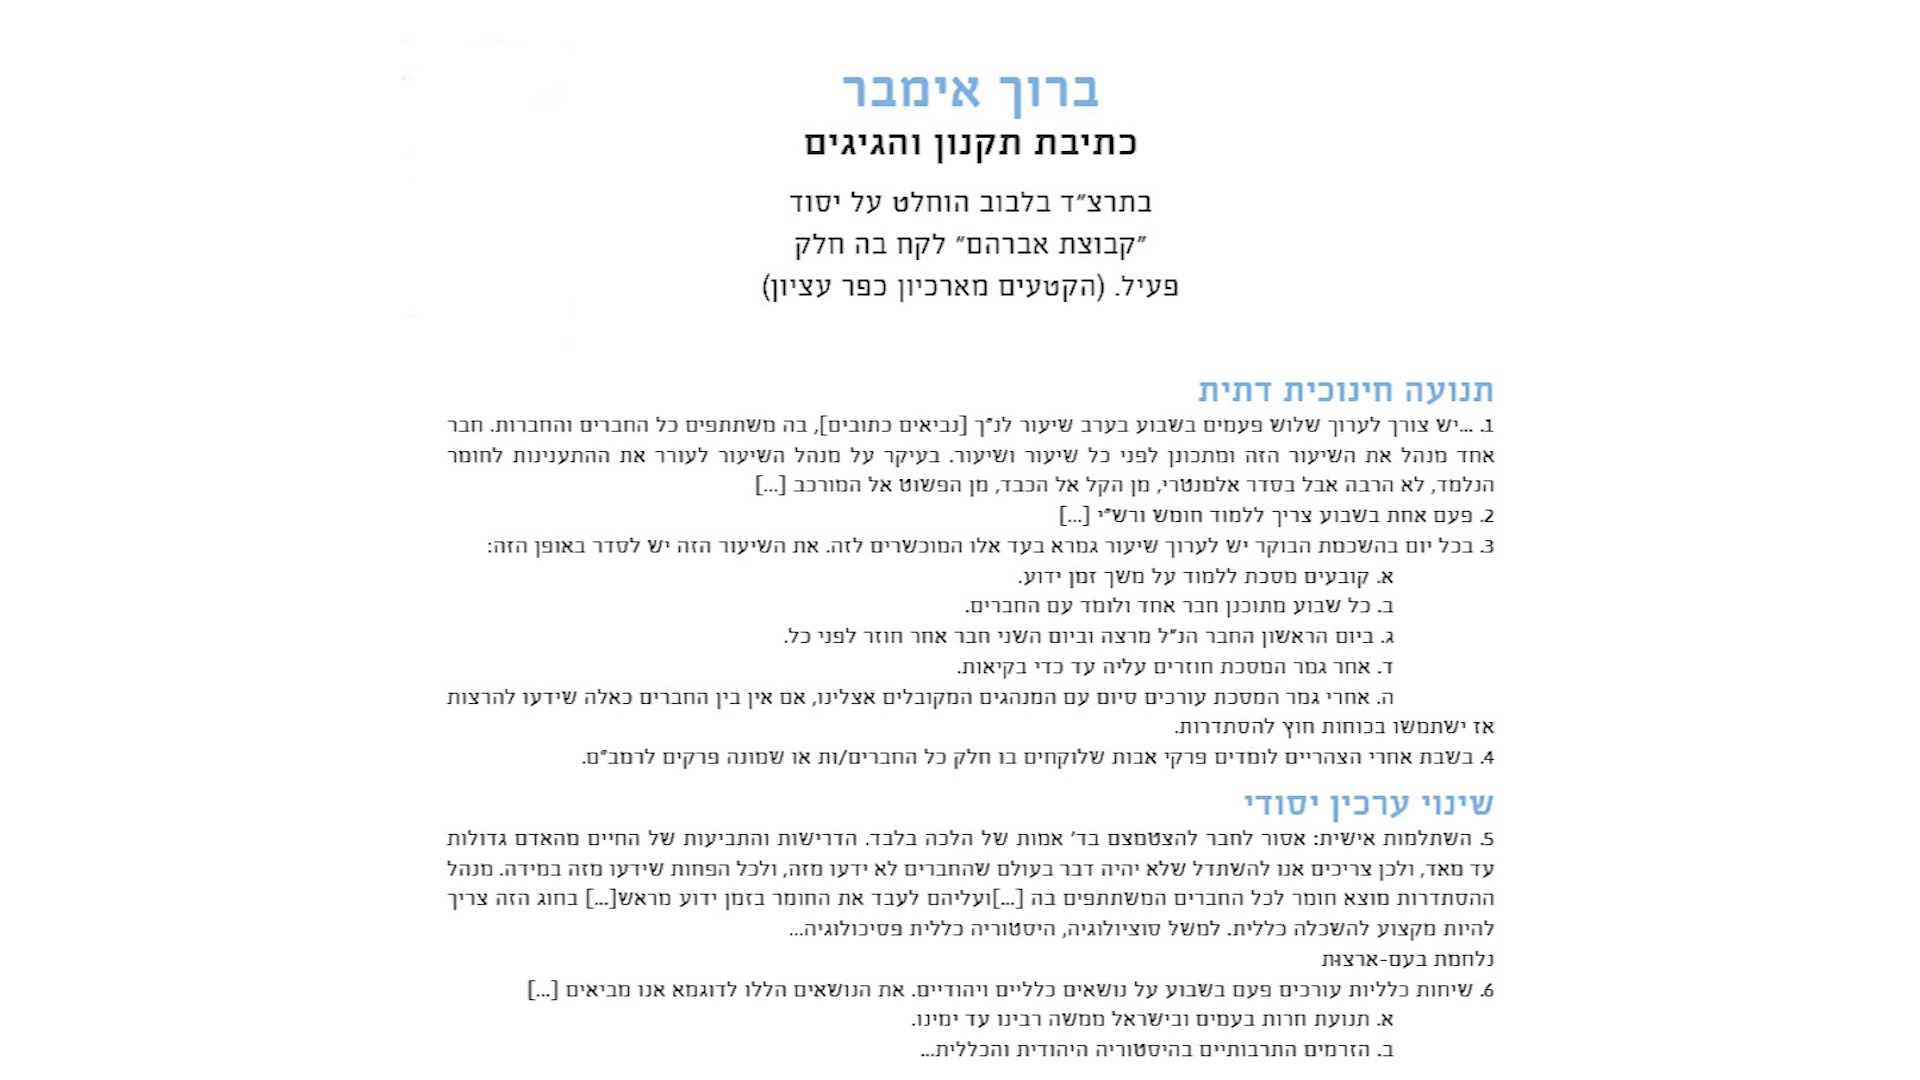 ברוך אימבר
כתיבת תקנון והגיגים
בתרצ״ד בלבוב הוחלט על יסוד
״קבוצת אברהם״ לקח בה חלק
פעיל. (הקטעים מארכיון כפר עציון)
תנועה חינוכית דתית
1. ...יש צורך לערוך שלוש פעמים בשבוע בערב שיעור לנ״ך [נביאים כתובים], בה משתתפים כל החברים והחברות. חבר
אחד מנהל את השיעור הזה ומתכונן לפני כל שיעור ושיעור. בעיקר על מנהל השיעור לעורר את ההתענינות לחומר
הנלמד, לא הרבה אבל בסדר אלמנטרי, מן הקל אל הכבד, מן הפשוט אל המורכב [...]
2. פעם אחת בשבוע צריך ללמוד חומש ורש״י [...]
3. בכל יום בהשכמת הבוקר יש לערוך שיעור גמרא בעד אלו המוכשרים לזה. את השיעור הזה יש לסדר באופן הזה:
א. קובעים מסכת ללמוד על משך זמן ידוע.
ב. כל שבוע מתוכנן חבר אחד ולומד עם החברים.
ג. ביום הראשון החבר הנ״ל מרצה וביום השני חבר אחר חוזר לפני כל.
ד. אחר גמר המסכת חוזרים עליה עד כדי בקיאות.
ה. אחרי גמר המסכת עורכים סיום עם המנהגים המקובלים אצלינו, אם אין בין החברים כאלה שידעו להרצות
אז ישתמשו בכוחות חוץ להסתדרות.
4. בשבת אחרי הצהריים לומדים פרקי אבות שלוקחים בו חלק כל החברים/ות או שמונה פרקים לרמב״ם.
שינוי ערכין יסודי
5. השתלמות אישית: אסור לחבר להצטמצם בד׳ אמות של הלכה בלבד. הדרישות והתביעות של החיים מהאדם גדולות
עד מאד, ולכן צריכים אנו להשתדל שלא יהיה דבר בעולם שהחברים לא ידעו מזה, ולכל הפחות שידעו מזה במידה. מנהל
ההסתדרות מוצא חומר לכל החברים המשתתפים בה [...]ועליהם לעבד את החומר בזמן ידוע מראש[...] בחוג הזה צריך
להיות מקצוע להשכלה כללית. למשל סוציולוגיה, היסטוריה כללית פסיכולוגיה...
נלחמת בעם-ארצוּת
6. שיחות כלליות עורכים פעם בשבוע על נושאים כלליים ויהודיים. את הנושאים הללו לדוגמא אנו מביאים [...]
א. תנועת חרות בעמים ובישראל ממשה רבינו עד ימינו.
ב. הזרמים התרבותיים בהיסטוריה היהודית והכללית...